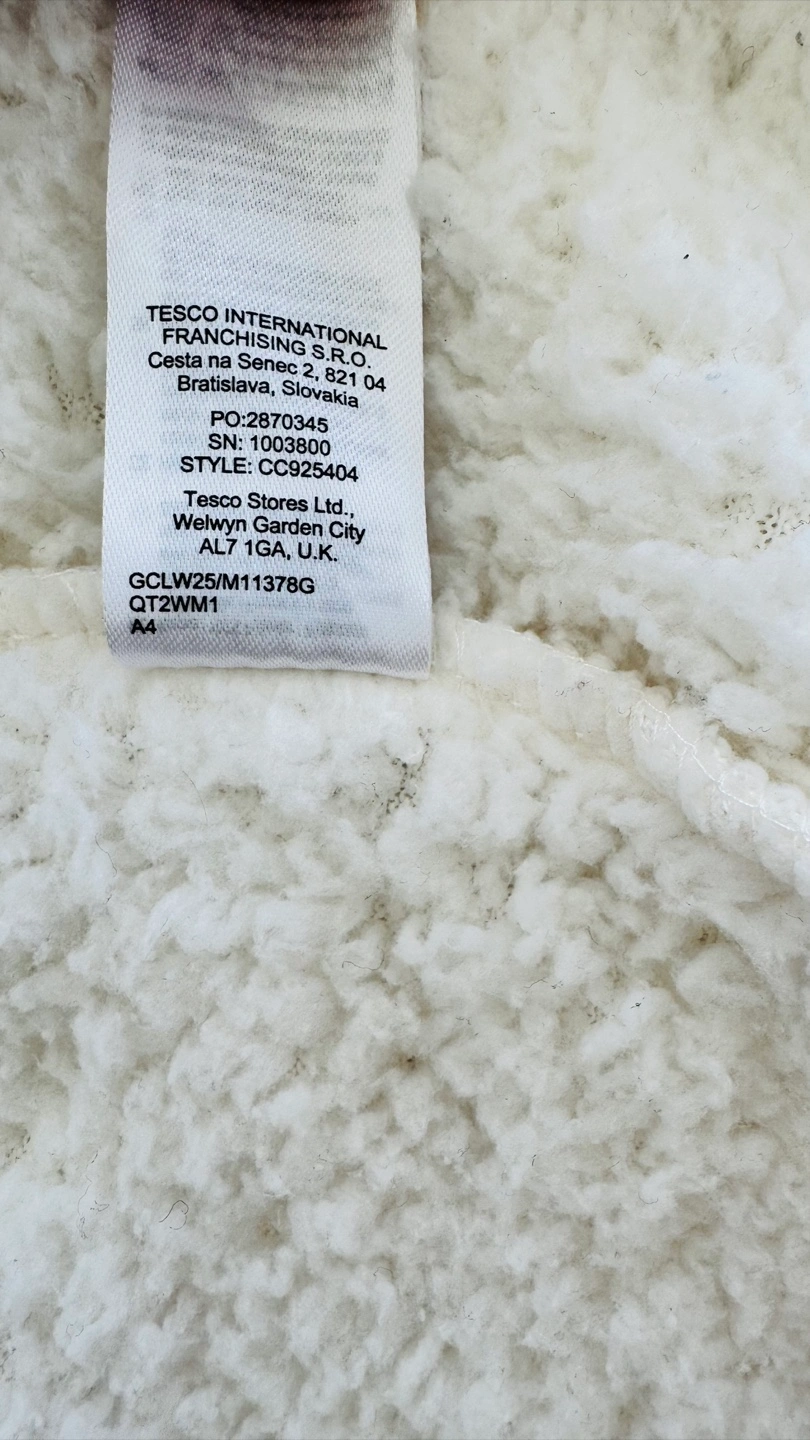 TESCO INTERNATIONAL
FRANCHISING S.R.O.
Cesta na Senec 2, 821 04
Bratislava, Slovakia
PO:2870345
SN: 1003800
STYLE: CC925404
Tesco Stores Ltd.,
Welwyn Garden City
AL7 1GA, U.K.
GCLW25/M11378G
QT2WM1
A4